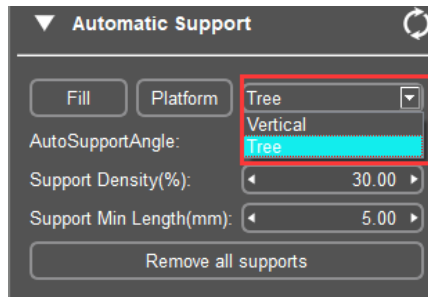 Automatic Support
Fill Platform Tree
Vertical
AutoSupportAngle: Tree
Support Density(%): 30.00
Support Min Length(mm): 5.00
Remove all supports